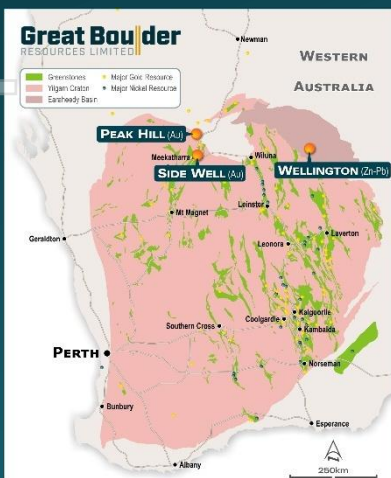 Great Boulder
RESOURCES LIMITED
Greenstones
Major Gold Resource
Yilgarn Craton
Major Nickel Resource
Earaheedy Basin
Newman
WESTERN
AUSTRALIA
PEAK HILL (Au)
Meekatharra
Wiluna
SIDE WELL (Au)
WELLINGTON (Zn-Pb)
Leinster
Mt Magnet
Laverton
Geraldton
Leonora
Kalgoorlie
Coolgardie
Southern Cross
Kambalda
PERTH
Norseman
Bunbury
Esperance
Albany
N
250km